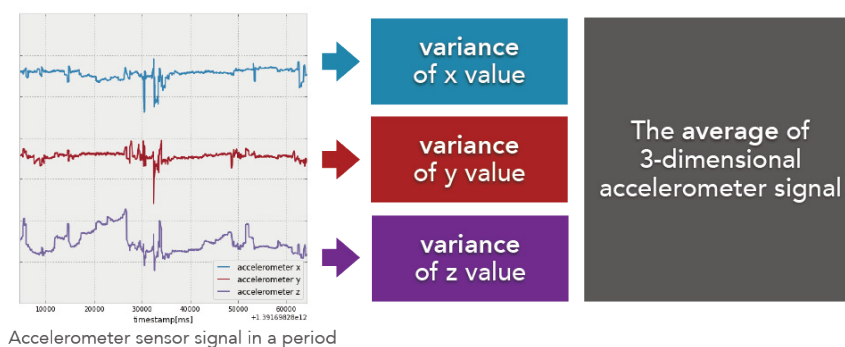 variance
of x value
variance
of y value
variance
of z value
The average of
3-dimensional
accelerometer signal
accelerometer x
accelerometer y
accelerometer z
10000 20000 30000 40000 50000 60000
timestamp[ms]
+1.39169828e12
Accelerometer sensor signal in a period